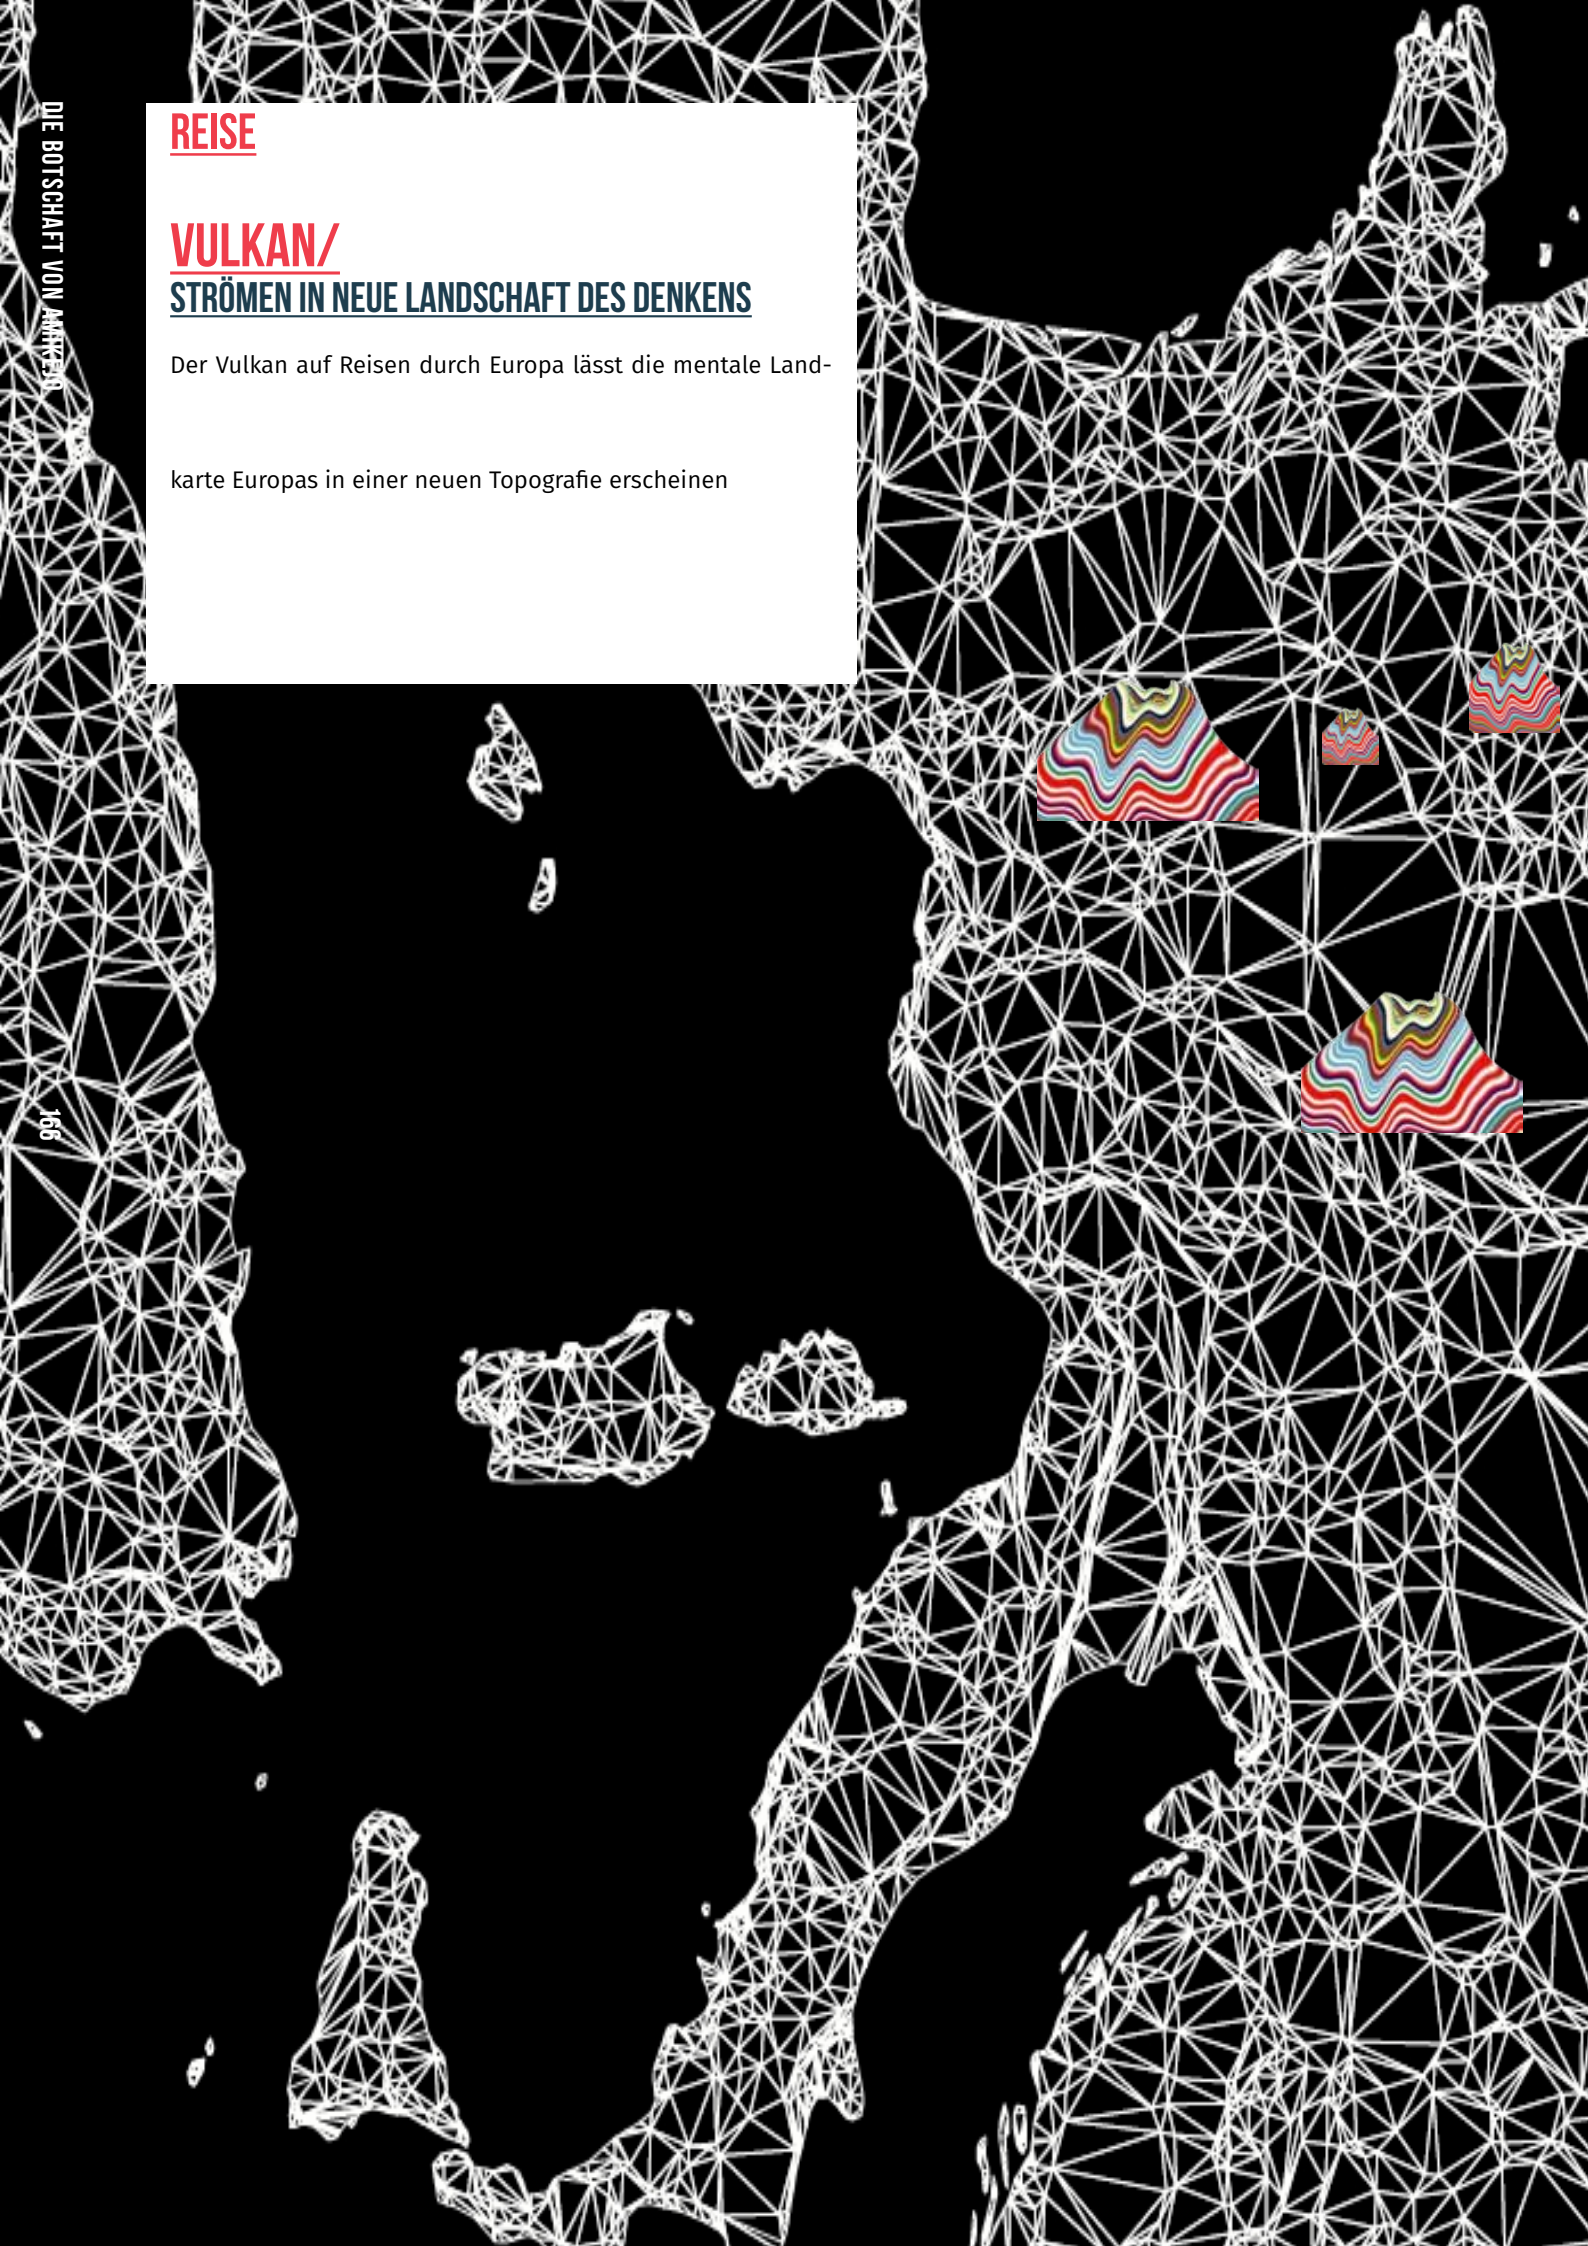 DIE BOTSCHAFT VON AMIKEJO
REISE
VULKAN/
STRÖMEN IN NEUE LANDSCHAFT DES DENKENS
Der Vulkan auf Reisen durch Europa lässt die mentale Land-
karte Europas in einer neuen Topografie erscheinen
166